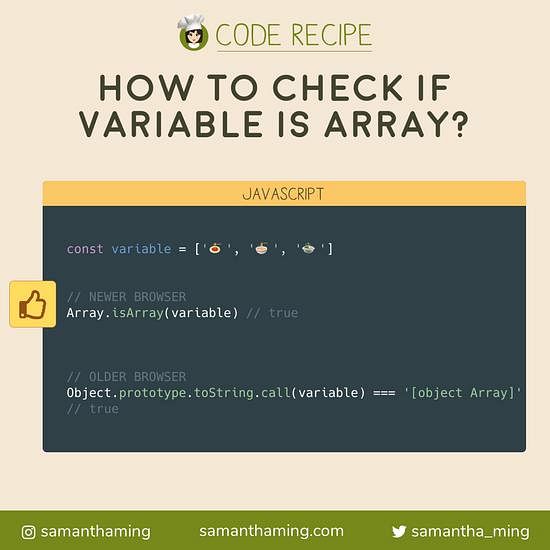 CODE RECIPE
HOW TO CHECK IF
VARIABLE IS ARRAY?
JAVASCRIPT
const variable = ['🍲', '🍜', '🍲']
// NEWER BROWSER
Array.isArray(variable) // true
// OLDER BROWSER
Object.prototype.toString.call(variable) === '[object Array]'
// true
samanthaming
samanthaming.com
samantha_ming